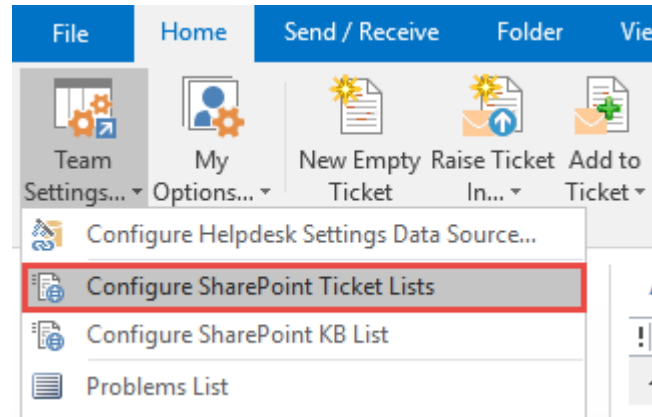 File Home Send / Receive Folder
Team My New Empty Raise Ticket Add to
Settings... Options... Ticket In... Ticket
Configure Helpdesk Settings Data Source...
Configure SharePoint Ticket Lists
Configure SharePoint KB List
!
Problems List